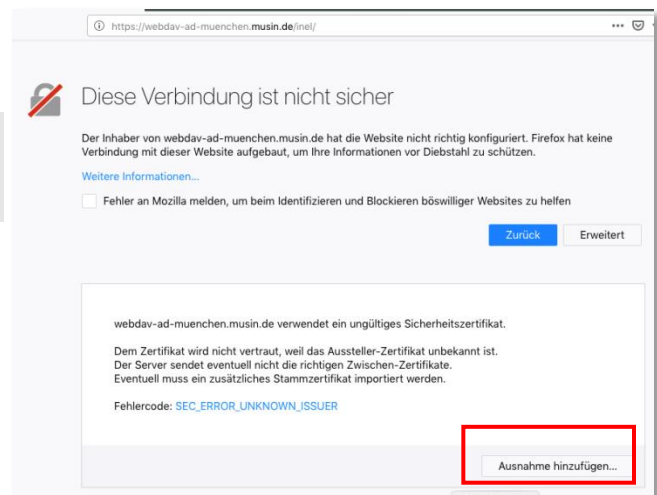 https://webdav-ad-muenchen.musin.de/inel/
Diese Verbindung ist nicht sicher
Der Inhaber von webdav-ad-muenchen.musin.de hat die Website nicht richtig konfiguriert. Firefox hat keine
Verbindung mit dieser Website aufgebaut, um Ihre Informationen vor Diebstahl zu schützen.
Weitere Informationen...
Fehler an Mozilla melden, um beim Identifizieren und Blockieren böswilliger Websites zu helfen
Zurück Erweitert
webdav-ad-muenchen.musin.de verwendet ein ungültiges Sicherheitszertifikat.
Dem Zertifikat wird nicht vertraut, weil das Aussteller-Zertifikat unbekannt ist.
Der Server sendet eventuell nicht die richtigen Zwischen-Zertifikate.
Eventuell muss ein zusätzliches Stammzertifikat importiert werden.
Fehlercode: SEC_ERROR_UNKNOWN_ISSUER
Ausnahme hinzufügen...